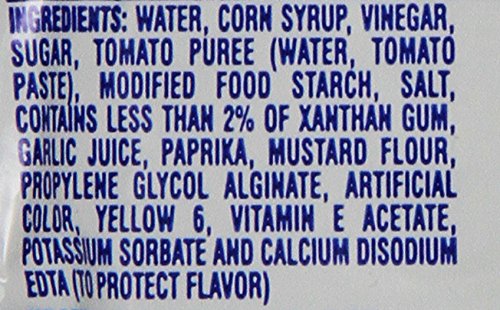 INGREDIENTS: WATER, CORN SYRUP, VINEGAR,
SUGAR, TOMATO PUREE (WATER, TOMATO
PASTE), MODIFIED FOOD STARCH, SALT,
CONTAINS LESS THAN 2% OF XANTHAN GUM,
GARLIC JUICE, PAPRIKA, MUSTARD FLOUR,
PROPYLENE GLYCOL ALGINATE, ARTIFICIAL
COLOR, YELLOW 6, VITAMIN E ACETATE,
POTASSIUM SORBATE AND CALCIUM DISODIUM
EDTA (TO PROTECT FLAVOR)